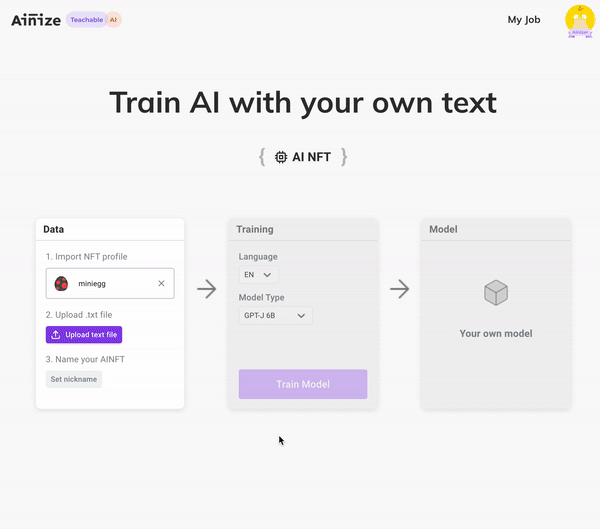 Ainize Teachable AI
My Job
Train AI with your own text
{ AI NFT }
Data
1. Import NFT profile
miniegg
2. Upload .txt file
Upload text file
3. Name your AINFT
Set nickname
Training
Language
EN
Model Type
GPT-J 6B
Train Model
Model
Your own model